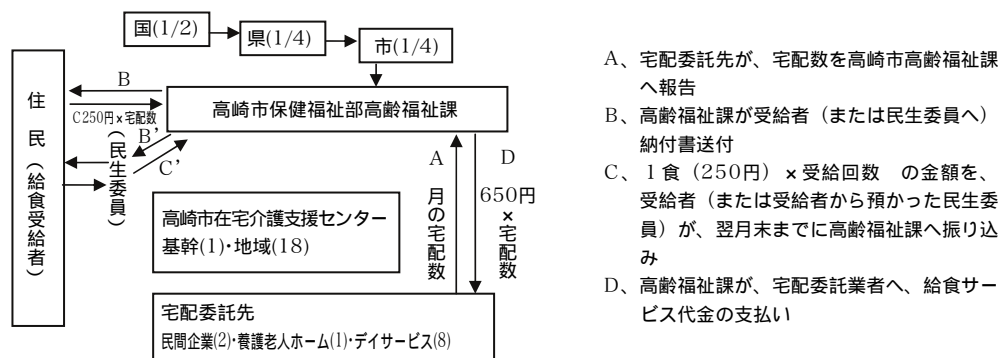 国(1/2)
県(1/4)
市(1/4)
住民(給食受給者)
B
C250円×宅配数
B'
(民生委員)
C'
高崎市保健福祉部高齢福祉課
A
月の宅配数
D
650円
×
宅配数
高崎市在宅介護支援センター
基幹(1)・地域(18)
宅配委託先
民間企業(2)・養護老人ホーム(1)・デイサービス(8)
A、宅配委託先が、宅配数を高崎市高齢福祉課
へ報告
B、高齢福祉課が受給者(または民生委員へ)
納付書送付
C、1食(250円)×受給回数 の金額を、
受給者(または受給者から預かった民生委
員)が、翌月末までに高齢福祉課へ振り込
み
D、高齢福祉課が、宅配委託業者へ、給食サー
ビス代金の支払い